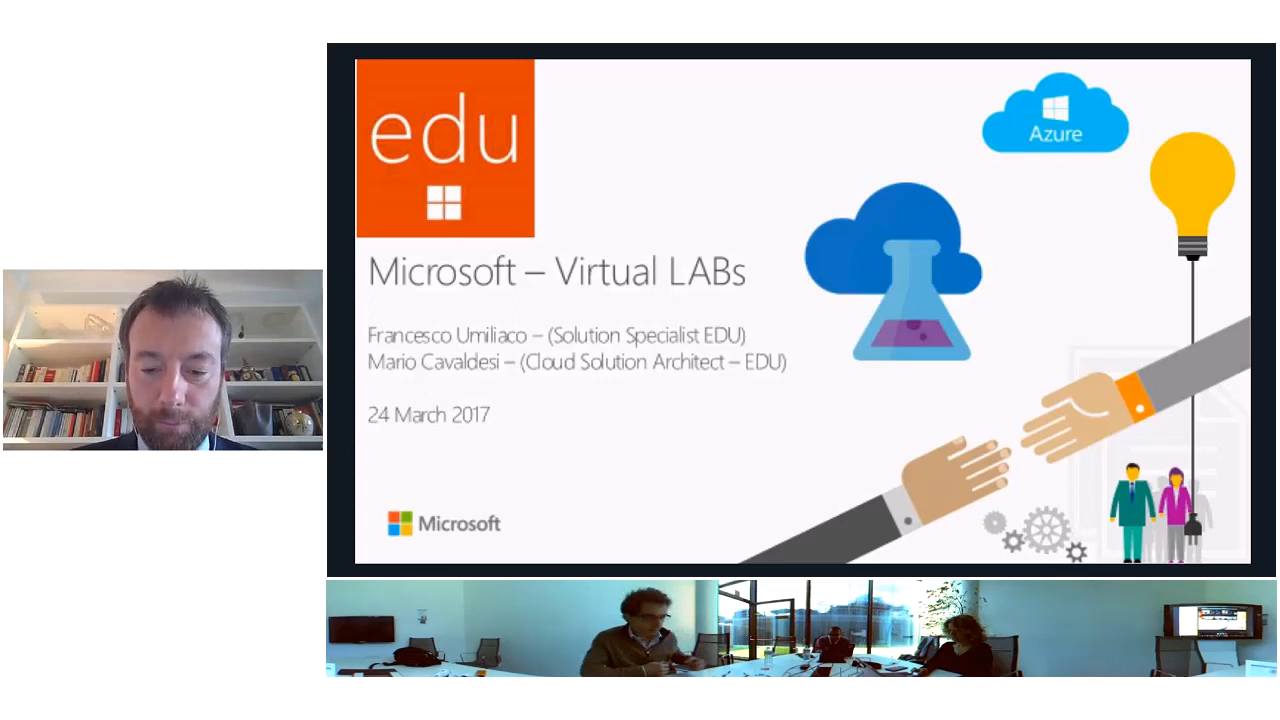 edu
Azure
Microsoft – Virtual LABs
Francesco Umiliaco – (Solution Specialist EDU)
Mario Cavaldesi – (Cloud Solution Architect – EDU)
24 March 2017
Microsoft